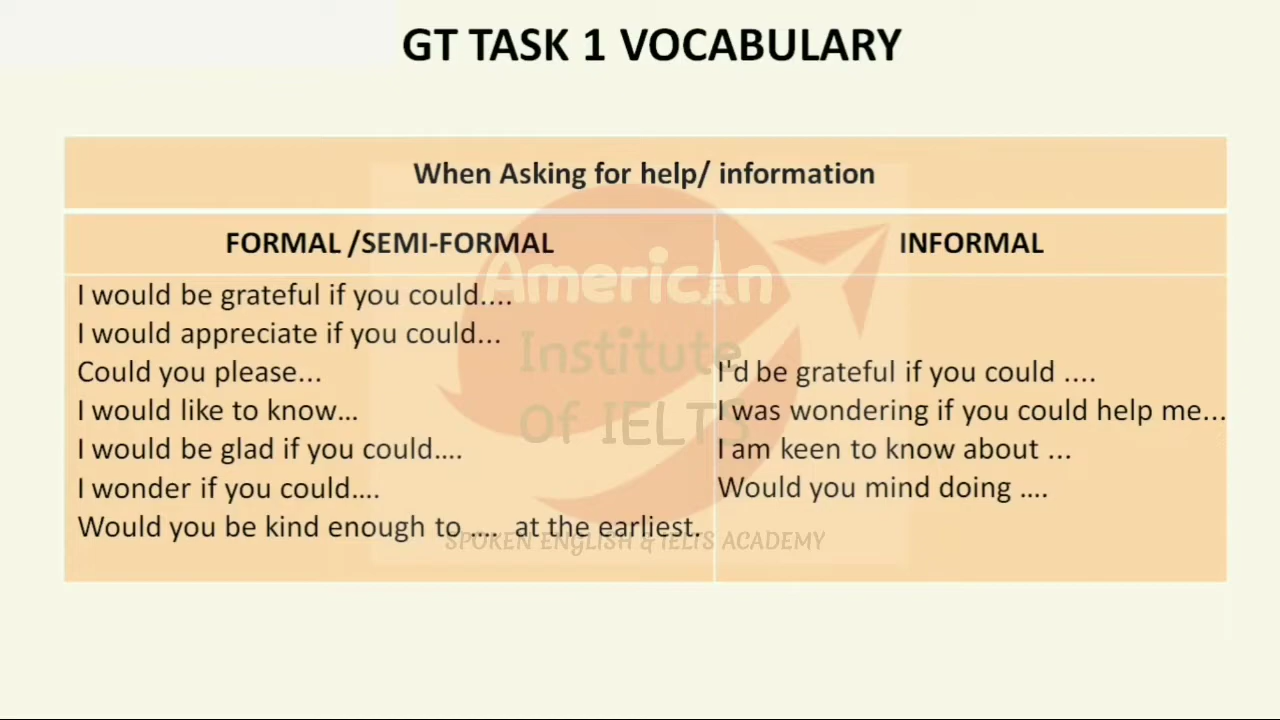 GT TASK 1 VOCABULARY
When Asking for help/ information
FORMAL /SEMI-FORMAL
I would be grateful if you could....
I would appreciate if you could...
Could you please...
I would like to know...
I would be glad if you could....
I wonder if you could....
Would you be kind enough to .... at the earliest.
INFORMAL
I'd be grateful if you could ....
I was wondering if you could help me...
I am keen to know about ...
Would you mind doing ....
American
Institute
Of IELTS
SPOKEN ENGLISH & IELTS ACADEMY